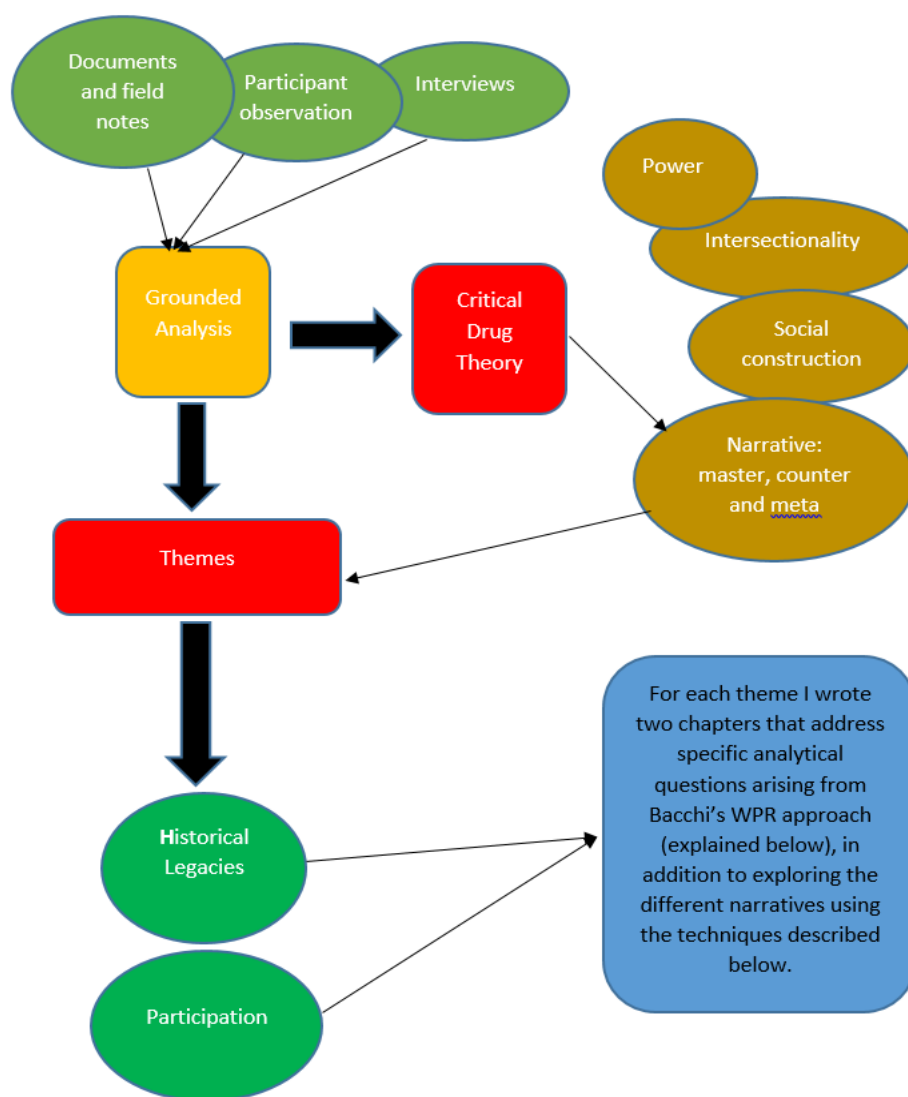 Documents
and field
notes
Participant
observation
Interviews
Power
Intersectionality
Grounded
Analysis
Critical
Drug
Theory
Social
construction
Narrative:
master, counter
and meta
Themes
For each theme I wrote
two chapters that address
specific analytical
questions arising from
Bacchi’s WPR approach
(explained below), in
addition to exploring the
different narratives using
the techniques described
below.
Historical
Legacies
Participation